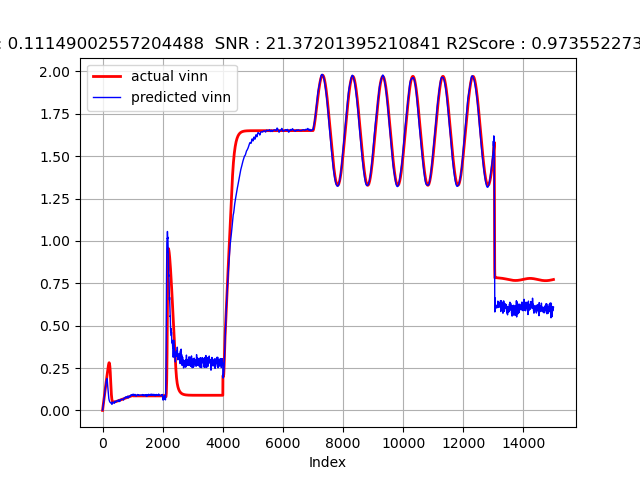 : 0.111490025572044​88 SNR : 21.37201395210841 R2Score : 0.973552273
actual vinn
predicted vinn
2.00
1.75
1.50
1.25
1.00
0.75
0.50
0.25
0.00
0 2000 4000 6000 8000 10000 12000 14000
Index